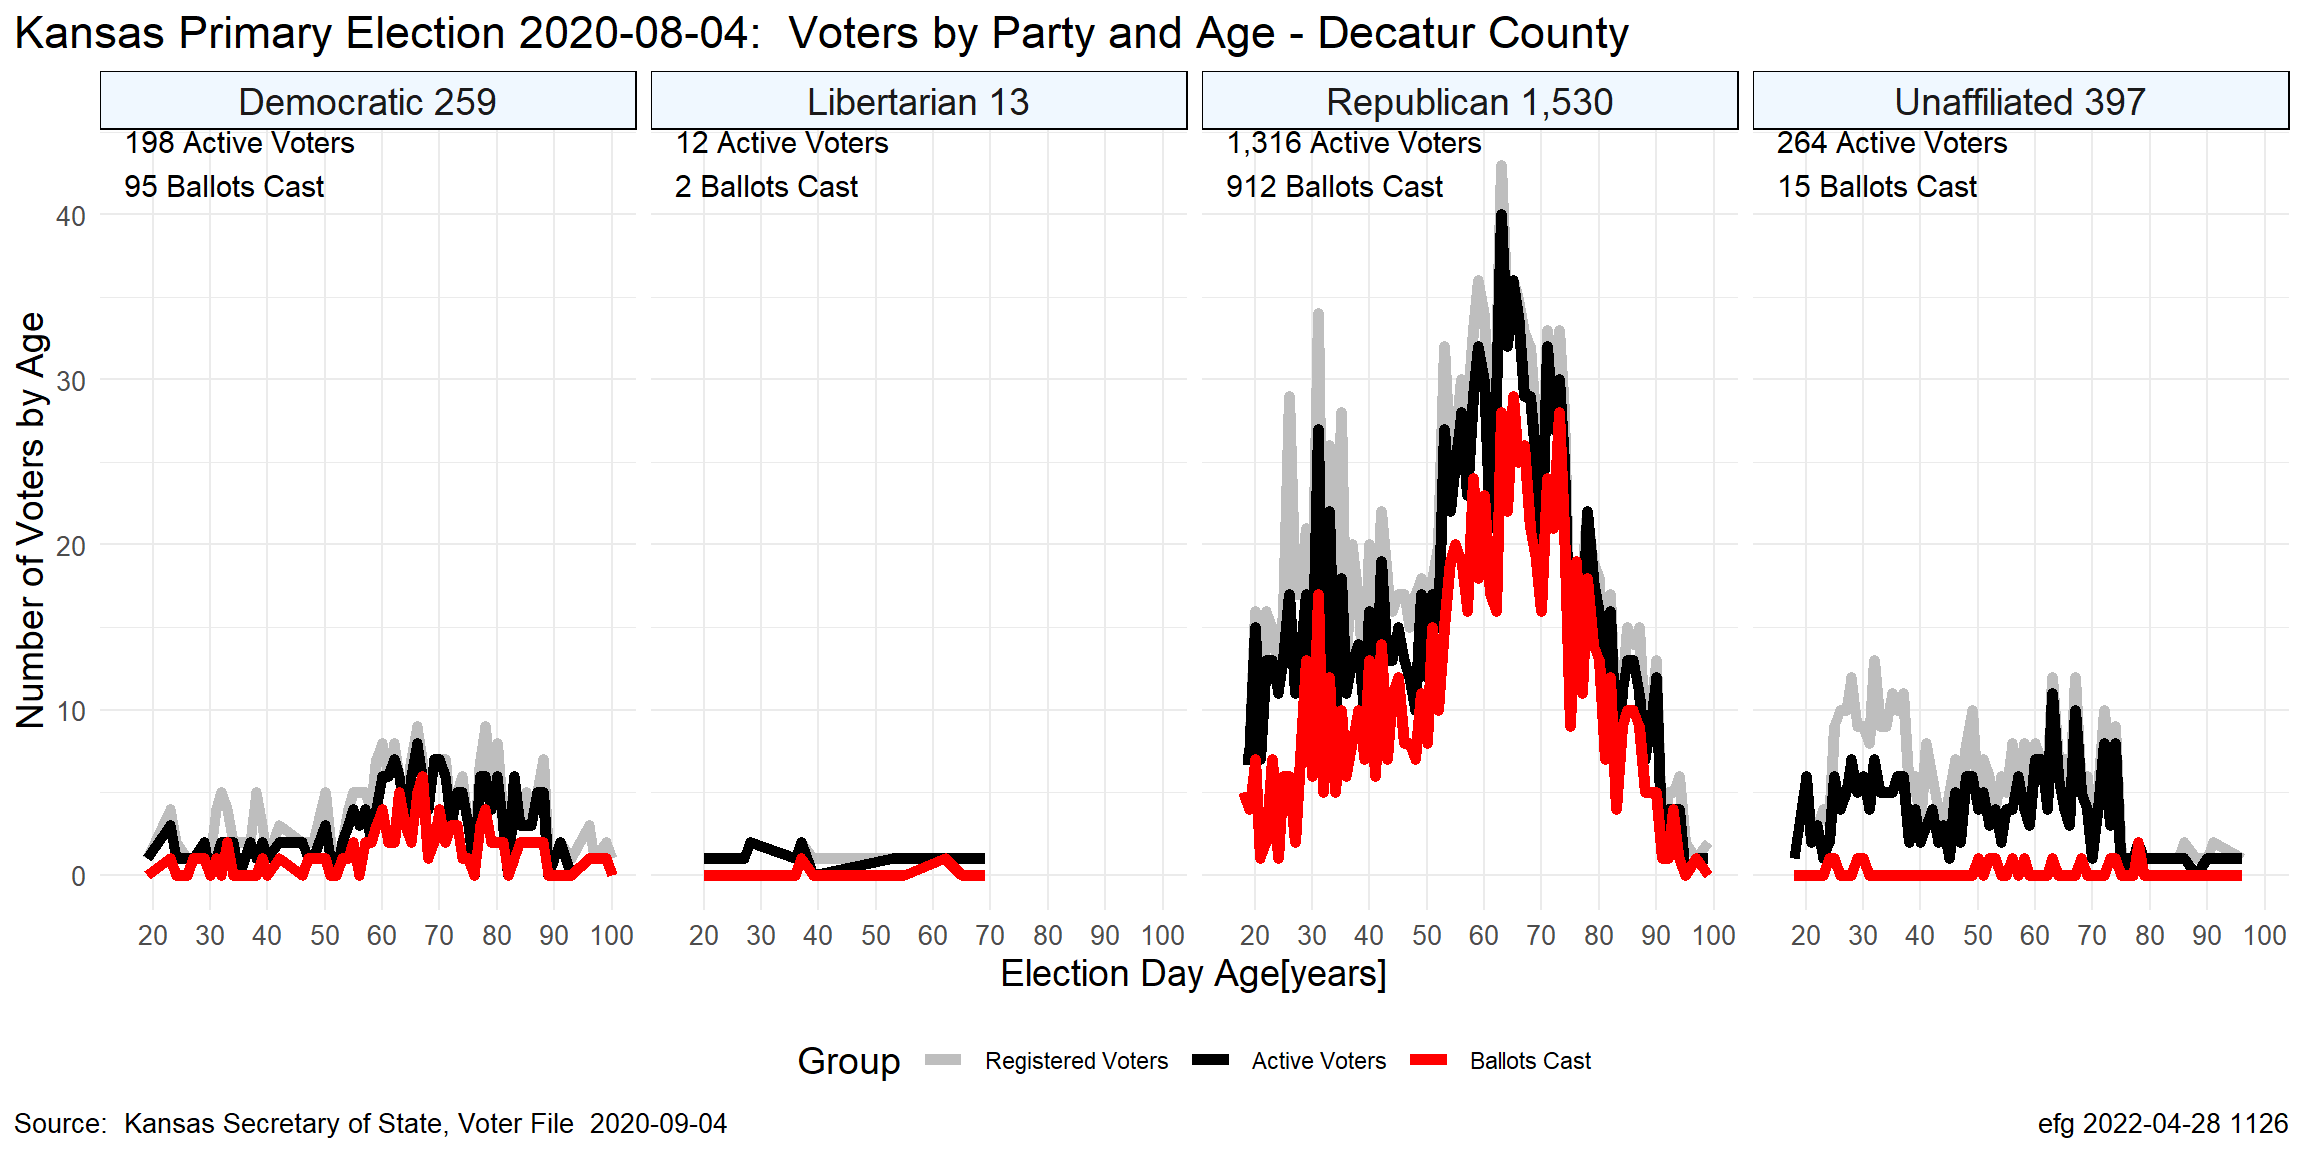 Kansas Primary Election 2020-08-04:  Voters by Party and Age - Decatur County
Democratic 259
Libertarian 13
Republican 1,530
Unaffiliated 397
198 Active Voters
95 Ballots Cast
12 Active Voters
2 Ballots Cast
1,316 Active Voters
912 Ballots Cast
264 Active Voters
15 Ballots Cast
Number of Voters by Age
40
30
20
10
0
20 30 40 50 60 70 80 90 100
20 30 40 50 60 70 80 90 100
20 30 40 50 60 70 80 90 100
20 30 40 50 60 70 80 90 100
Election Day Age[years]
Group Registered Voters Active Voters Ballots Cast
Source:  Kansas Secretary of State, Voter File  2020-09-04
efg 2022-04-28 1126